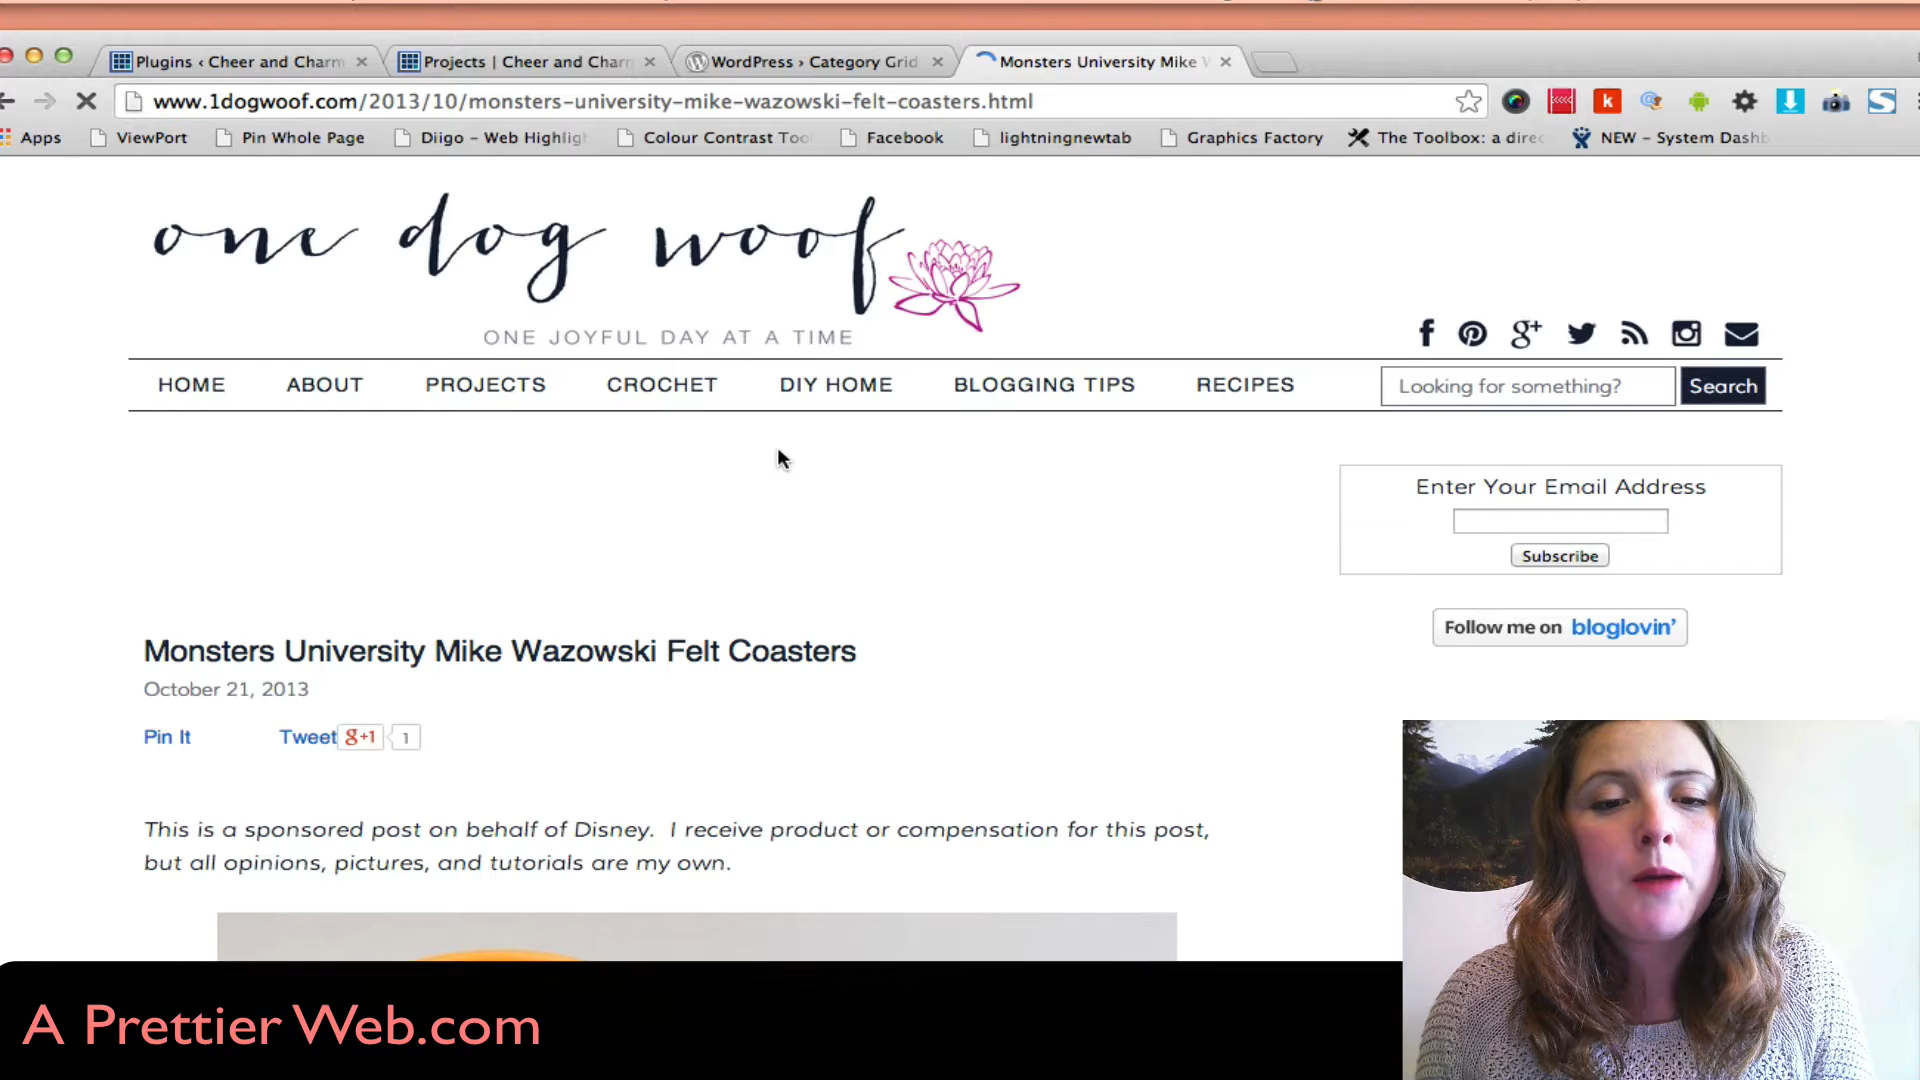 Plugins ‹ Cheer and Charm
Projects | Cheer and Charm
WordPress › Category Grid
Monsters University Mike W
www.1dogwoof.com/2013/10/monsters-university-mike-wazowski-felt-coasters.html
Apps
ViewPort
Pin Whole Page
Diigo – Web Highligh
Colour Contrast Too
Facebook
lightningnewtab
Graphics Factory
The Toolbox: a direc
NEW – System Dashb
one dog woof
ONE JOYFUL DAY AT A TIME
HOME
ABOUT
PROJECTS
CROCHET
DIY HOME
BLOGGING TIPS
RECIPES
Looking for something?
Search
Enter Your Email Address
Subscribe
Follow me on bloglovin'
Monsters University Mike Wazowski Felt Coasters
October 21, 2013
Pin It
Tweet
g+1
1
This is a sponsored post on behalf of Disney. I receive product or compensation for this post,
but all opinions, pictures, and tutorials are my own.
A Prettier Web.com